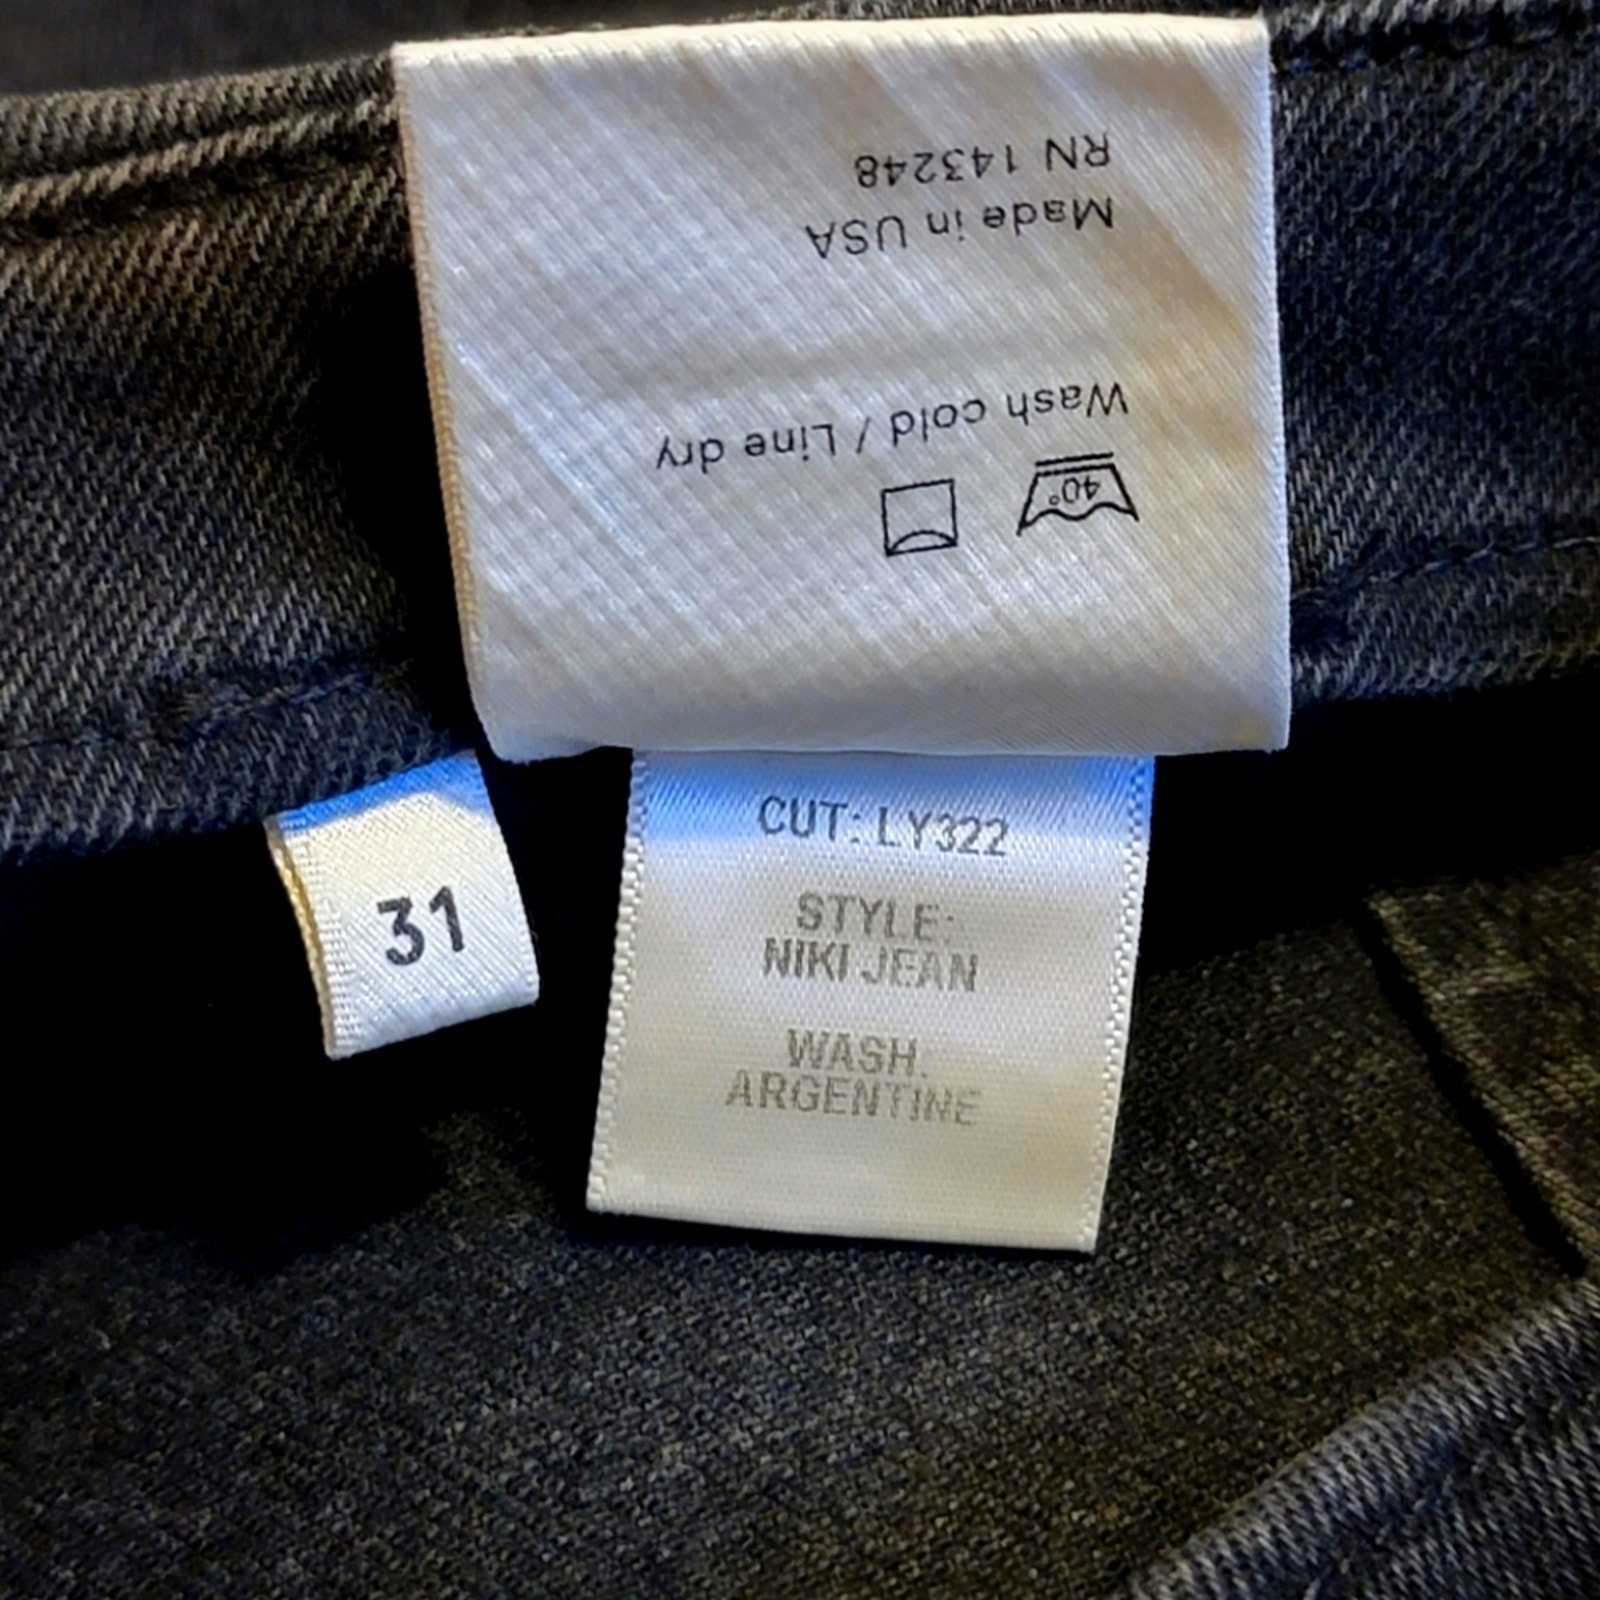 RN 143248
Made in USA
Wash cold / Line dry
40°
31
CUT: LY322
STYLE:
NIKI JEAN
WASH:
ARGENTINE